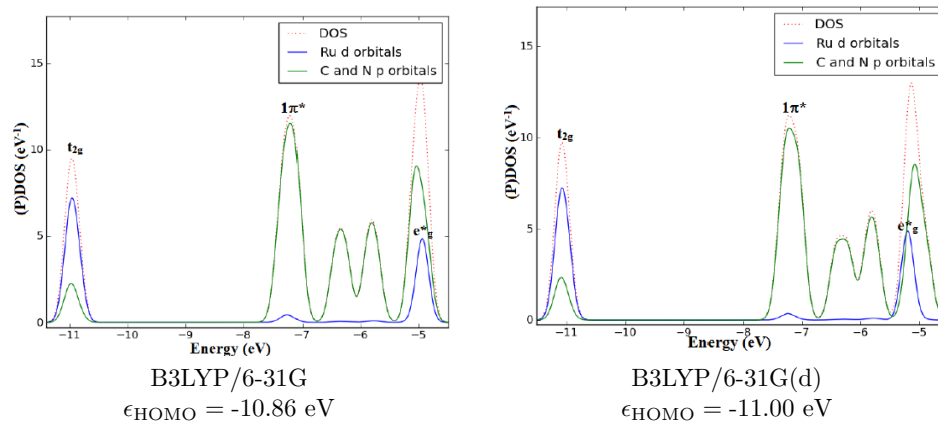 DOS
Ru d orbitals
C and N p orbitals
(P)DOS (eV⁻¹)
15
10
5
0
t₂g
1π*
e*g
−11 −10 −9 −8 −7 −6 −5
Energy (eV)
B3LYP/6-31G
ϵHOMO = -10.86 eV
DOS
Ru d orbitals
C and N p orbitals
(P)DOS (eV⁻¹)
15
10
5
0
t₂g
1π*
e*g
−11 −10 −9 −8 −7 −6 −5
Energy (eV)
B3LYP/6-31G(d)
ϵHOMO = -11.00 eV